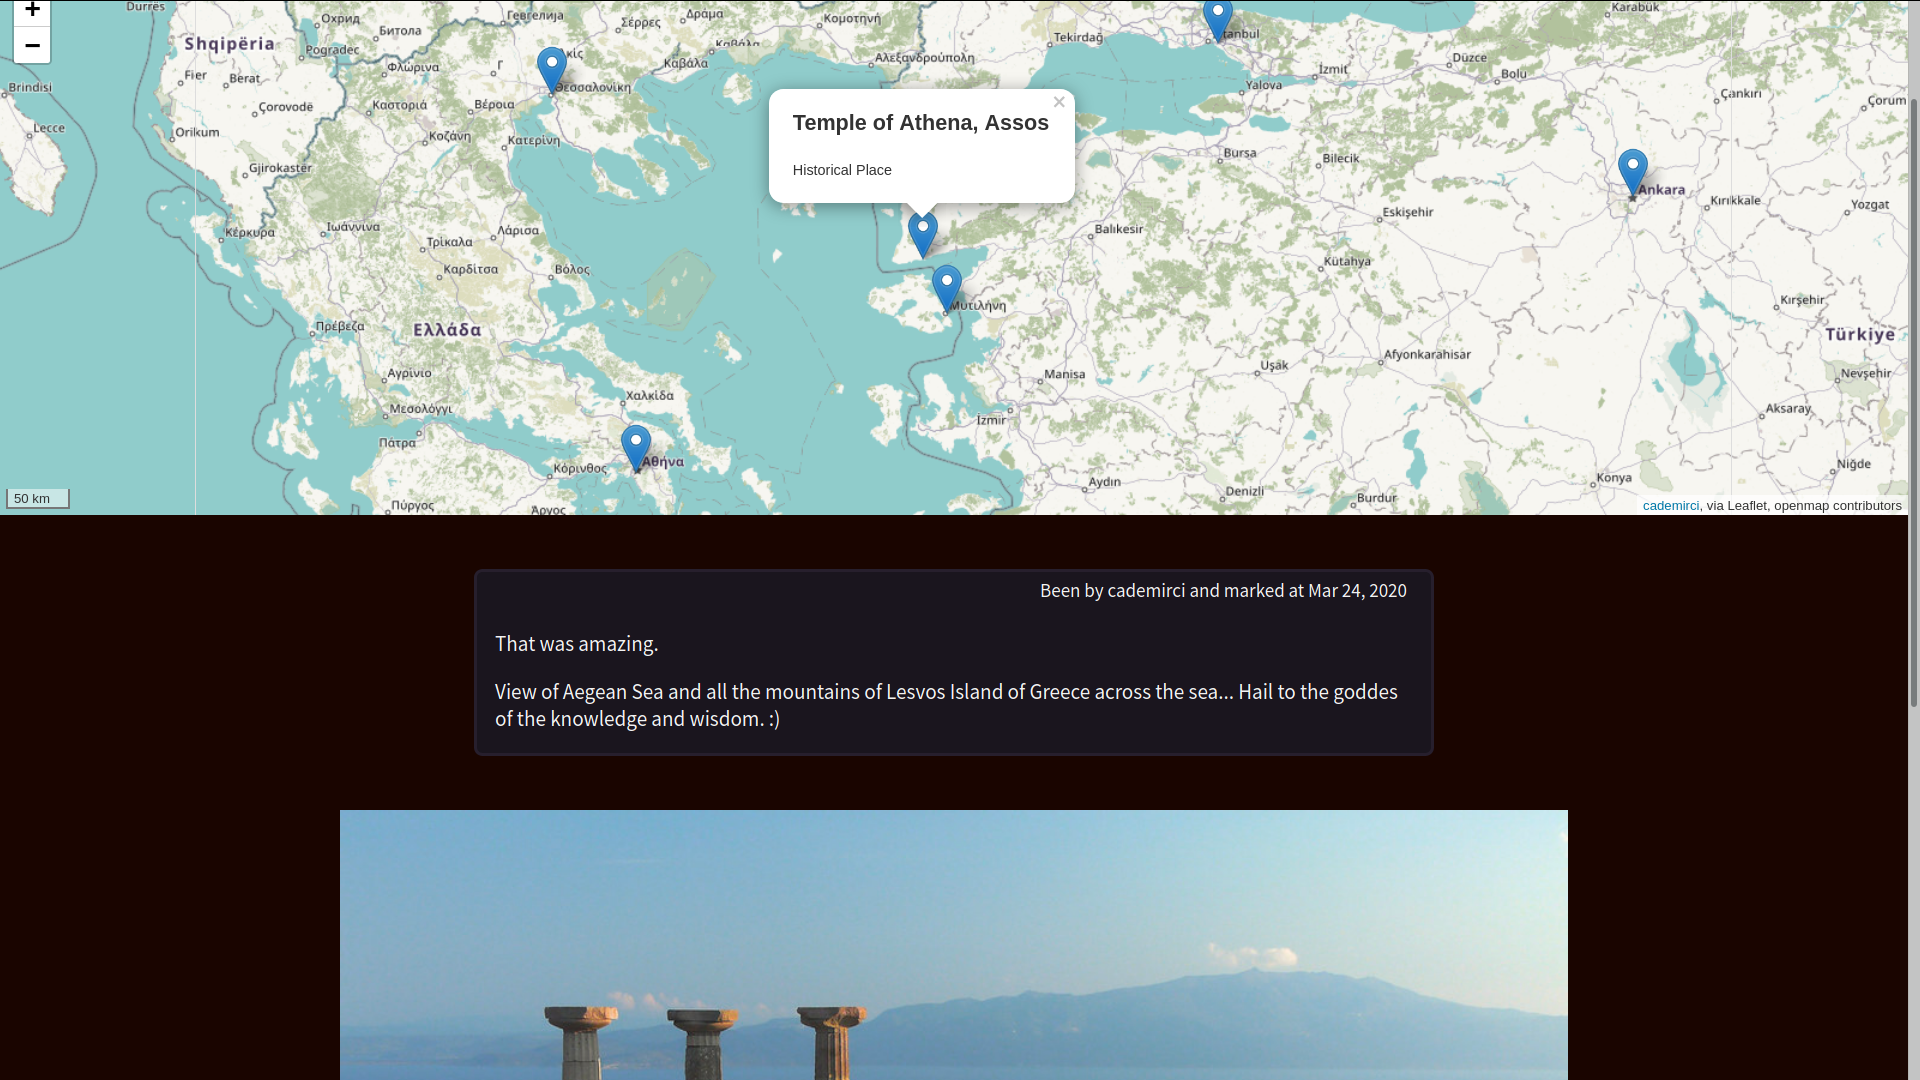 +
−
Durrës
Охрид
Битола
Гевгелија
Σέρρες
Δράμα
Κομοτηνή
Tekirdağ
Karabük
Shqipëria
Pogradec
Καβάλα
Αλεξανδρούπολη
Düzce
Bolu
İzmit
Yalova
Çankırı
Çorum
Brindisi
Fier
Berat
Φλώρινα
Θεσσαλονίκη
Çorovodë
Καστοριά
Βέροια
Lecce
Orikum
Κοζάνη
Κατερίνη
Gjirokastër
Temple of Athena, Assos
×
Historical Place
Bursa
Bilecik
Ankara
Kırıkkale
Yozgat
Eskişehir
Κέρκυρα
Ιωάννινα
Τρίκαλα
Λάρισα
Balıkesir
Καρδίτσα
Βόλος
Kütahya
Μυτιλήνη
Kırşehir
Πρέβεζα
Ελλάδα
Türkiye
Afyonkarahisar
Uşak
Αγρίνιο
Manisa
Nevşehir
Χαλκίδα
Μεσολόγγι
İzmir
Aksaray
Πάτρα
Αθήνα
Κόρινθος
Niğde
Konya
Aydın
Denizli
Burdur
Πύργος
Άργος
50 km
cademirci, via Leaflet, openmap contributors
Been by cademirci and marked at Mar 24, 2020
That was amazing.
View of Aegean Sea and all the mountains of Lesvos Island of Greece across the sea... Hail to the goddes
of the knowledge and wisdom. :)